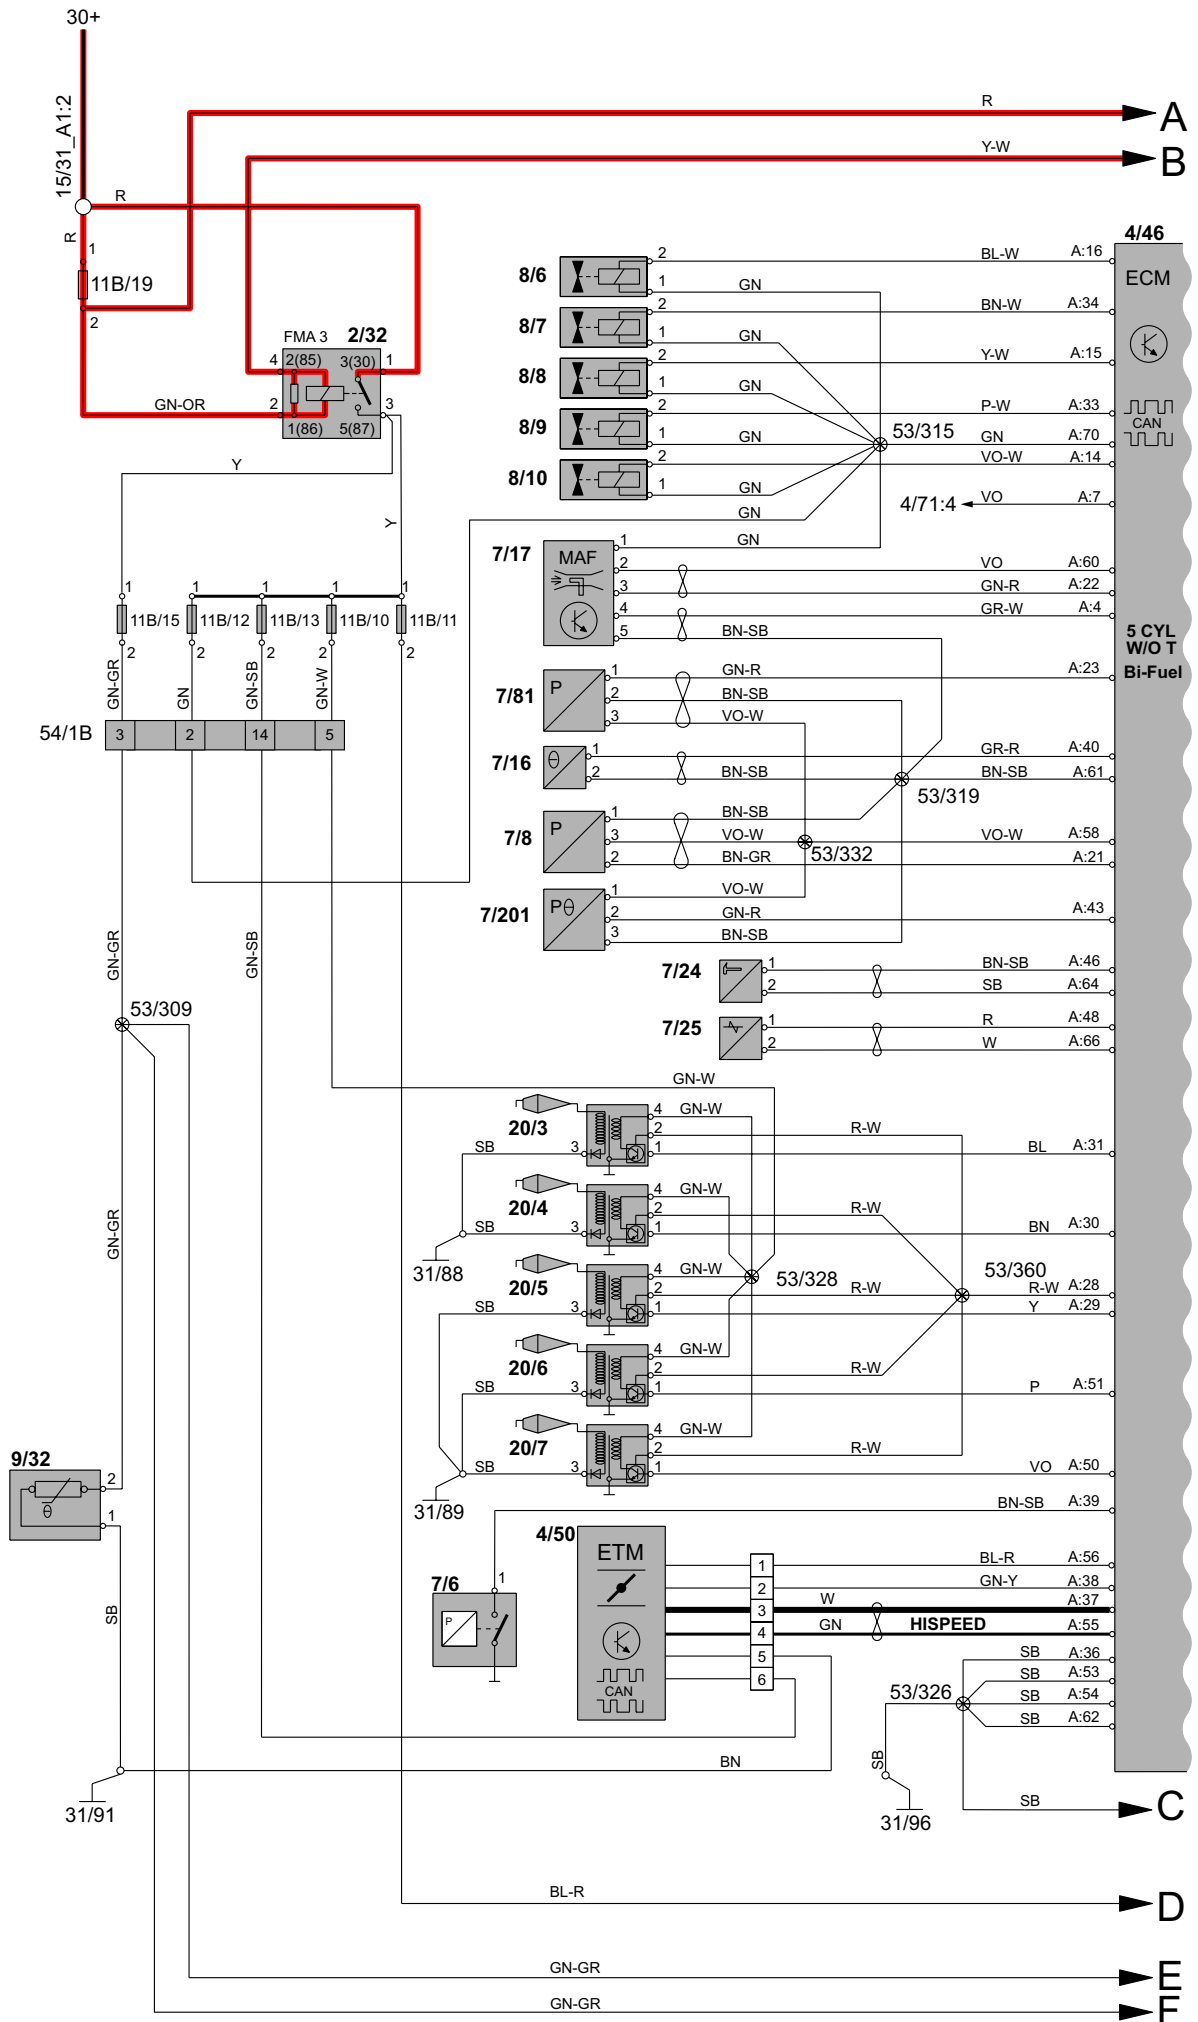 30+
15/31_A1:2
R
A
Y-W
B
R
R
1
11B/19
2
GN-OR
FMA 3
2/32
4
2(85)
3(30)
1
2
1(86)
5(87)
3
Y
Y
4/46
ECM
CAN
5 CYL
W/O T
Bi-Fuel
8/6
2
BL-W
A:16
1
GN
8/7
2
BN-W
A:34
1
GN
8/8
2
Y-W
A:15
1
GN
8/9
2
P-W
A:33
1
GN
53/315
GN
A:70
8/10
2
VO-W
A:14
1
GN
4/71:4
VO
A:7
GN
7/17
MAF
1
GN
2
VO
A:60
3
GN-R
A:22
4
GR-W
A:4
5
BN-SB
1
1
1
1
1
11B/15
11B/12
11B/13
11B/10
11B/11
2
2
2
2
2
GN-GR
GN
GN-SB
GN-W
54/1B
3
2
14
5
7/81
P
1
GN-R
A:23
2
BN-SB
3
VO-W
7/16
θ
1
GR-R
A:40
2
BN-SB
BN-SB
A:61
53/319
7/8
P
1
BN-SB
3
VO-W
VO-W
A:58
53/332
2
BN-GR
A:21
7/201
Pθ
1
VO-W
2
GN-R
A:43
3
BN-SB
GN-GR
GN-SB
7/24
1
BN-SB
A:46
2
SB
A:64
53/309
7/25
1
R
A:48
2
W
A:66
GN-W
20/3
4
GN-W
2
R-W
SB
3
1
BL
A:31
20/4
4
GN-W
2
R-W
SB
3
1
BN
A:30
31/88
GN-GR
20/5
4
GN-W
53/328
53/360
2
R-W
R-W
A:28
SB
3
1
Y
A:29
20/6
4
GN-W
2
R-W
SB
3
1
P
A:51
20/7
4
GN-W
2
R-W
SB
3
1
VO
A:50
31/89
9/32
θ
2
1
SB
BN-SB
A:39
7/6
1
P
4/50
ETM
CAN
1
BL-R
A:56
2
GN-Y
A:38
3
W
A:37
4
GN
HISPEED
A:55
5
6
SB
A:36
SB
A:53
53/326
SB
A:54
SB
A:62
SB
31/96
BN
31/91
SB
C
BL-R
D
GN-GR
E
GN-GR
F